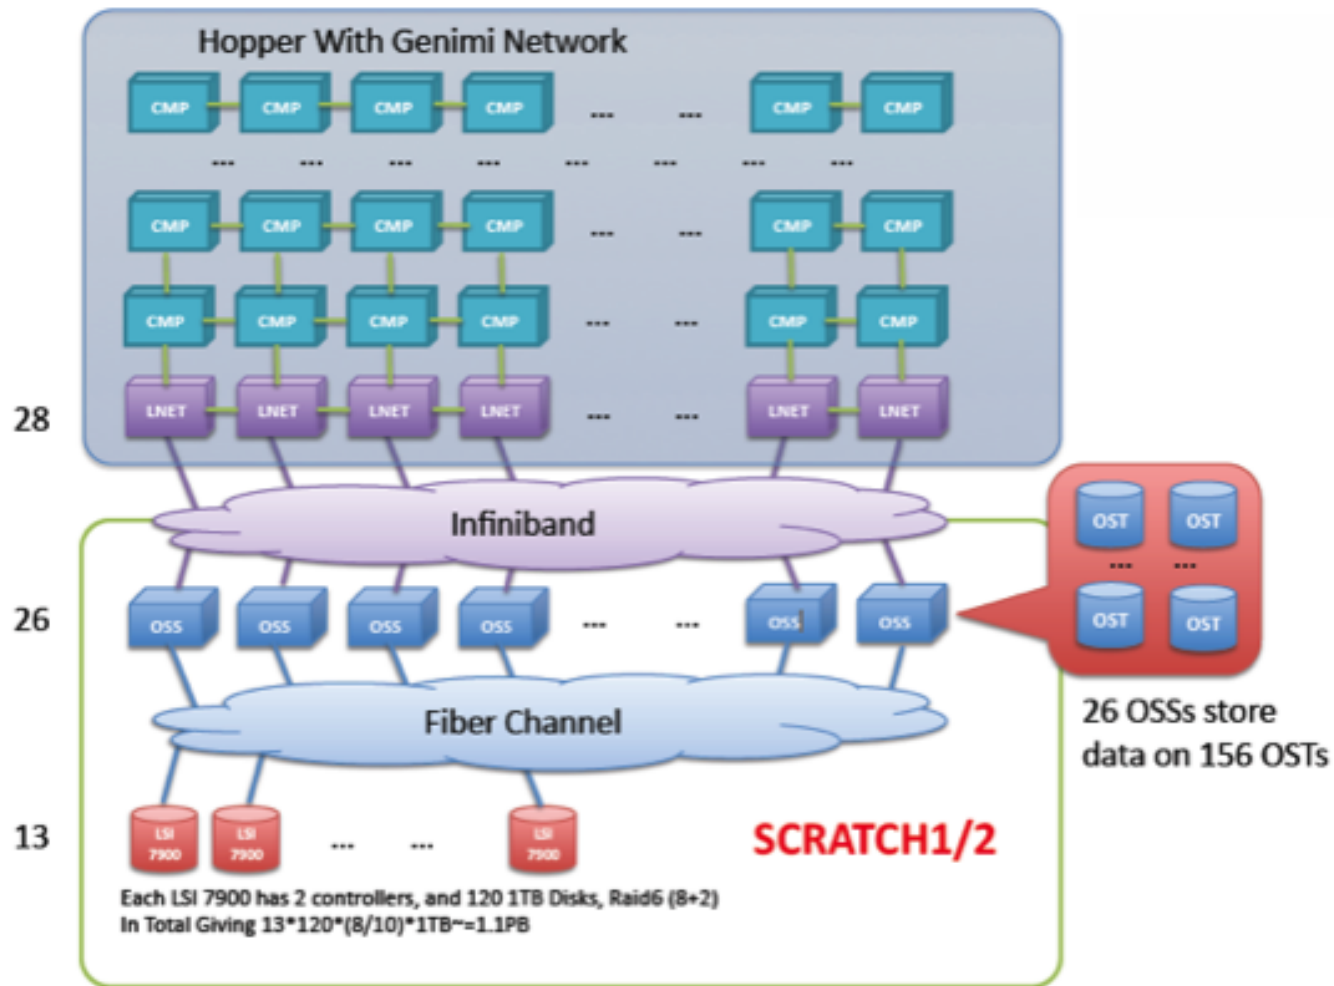 Hopper With Genimi Network
CMP CMP CMP CMP ... ... CMP CMP
... ... ... ... ... ... ... ...
CMP CMP CMP CMP ... ... CMP CMP
CMP CMP CMP CMP ... ... CMP CMP
28 LNET LNET LNET LNET ... ... LNET LNET
Infiniband
OST OST
... ...
OST OST
26 OSS OSS OSS OSS ... ... OSS OSS
26 OSSs store
data on 156 OSTs
Fiber Channel
13 LSI 7900 LSI 7900 ... ... LSI 7900
SCRATCH1/2
Each LSI 7900 has 2 controllers, and 120 1TB Disks, Raid6 (8+2)
In Total Giving 13*120*(8/10)*1TB~=1.1PB